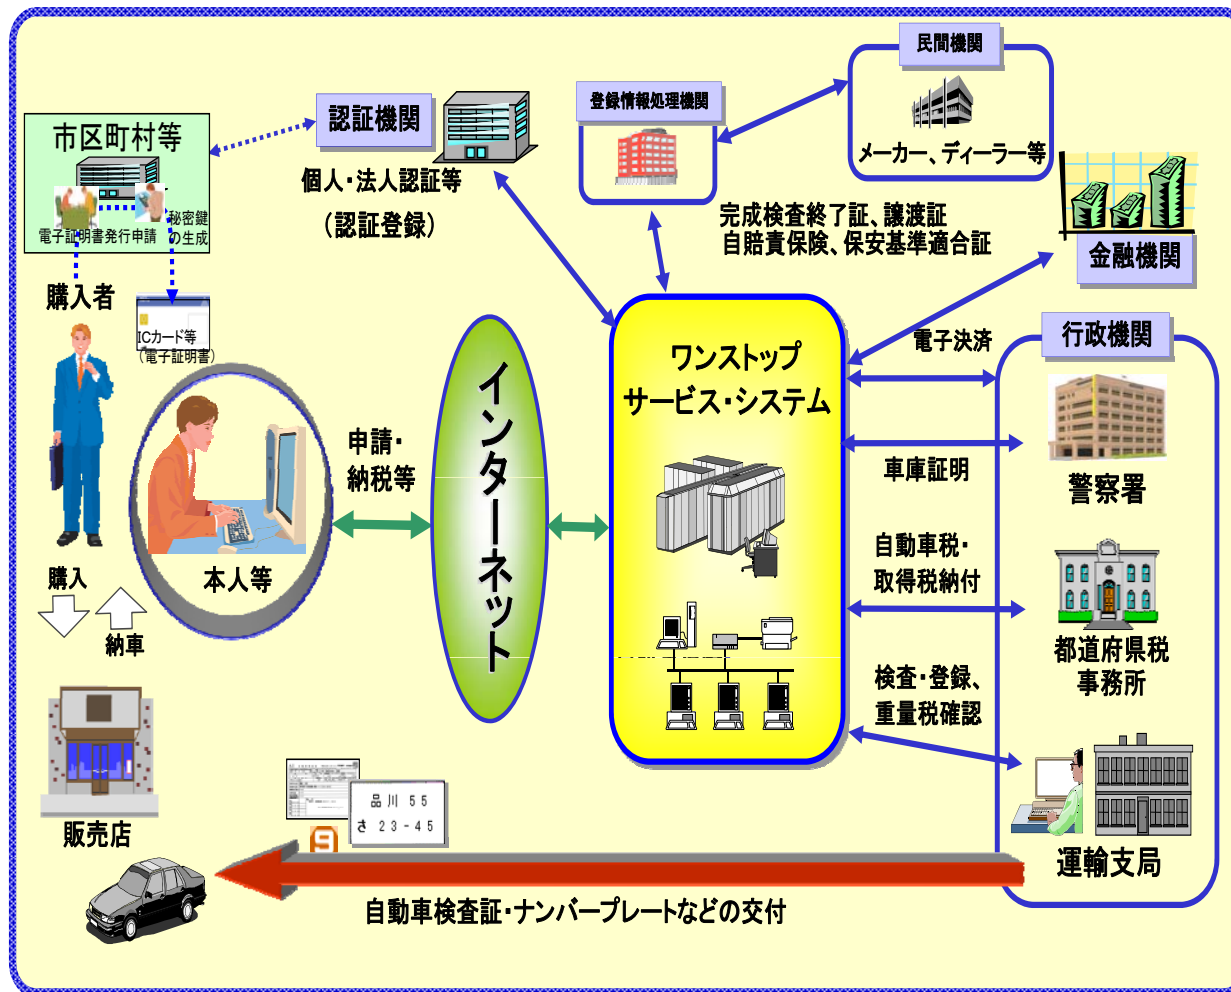 民間機関
メーカー、ディーラー等
登録情報処理機関
認証機関
個人・法人認証等
（認証登録）
市区町村等
電子証明書発行申請
秘密鍵
の生成
完成検査終了証、譲渡証
自賠責保険、保安基準適合証
金融機関
購入者
ICカード等
（電子証明書）
電子決済
行政機関
ワンストップ
サービス・システム
インターネット
申請・
納税等
本人等
車庫証明
警察署
自動車税・
取得税納付
都道府県税
事務所
購入
納車
検査・登録、
重量税確認
運輸支局
販売店
品川 55
さ 23-45
自動車検査証・ナンバープレートなどの交付